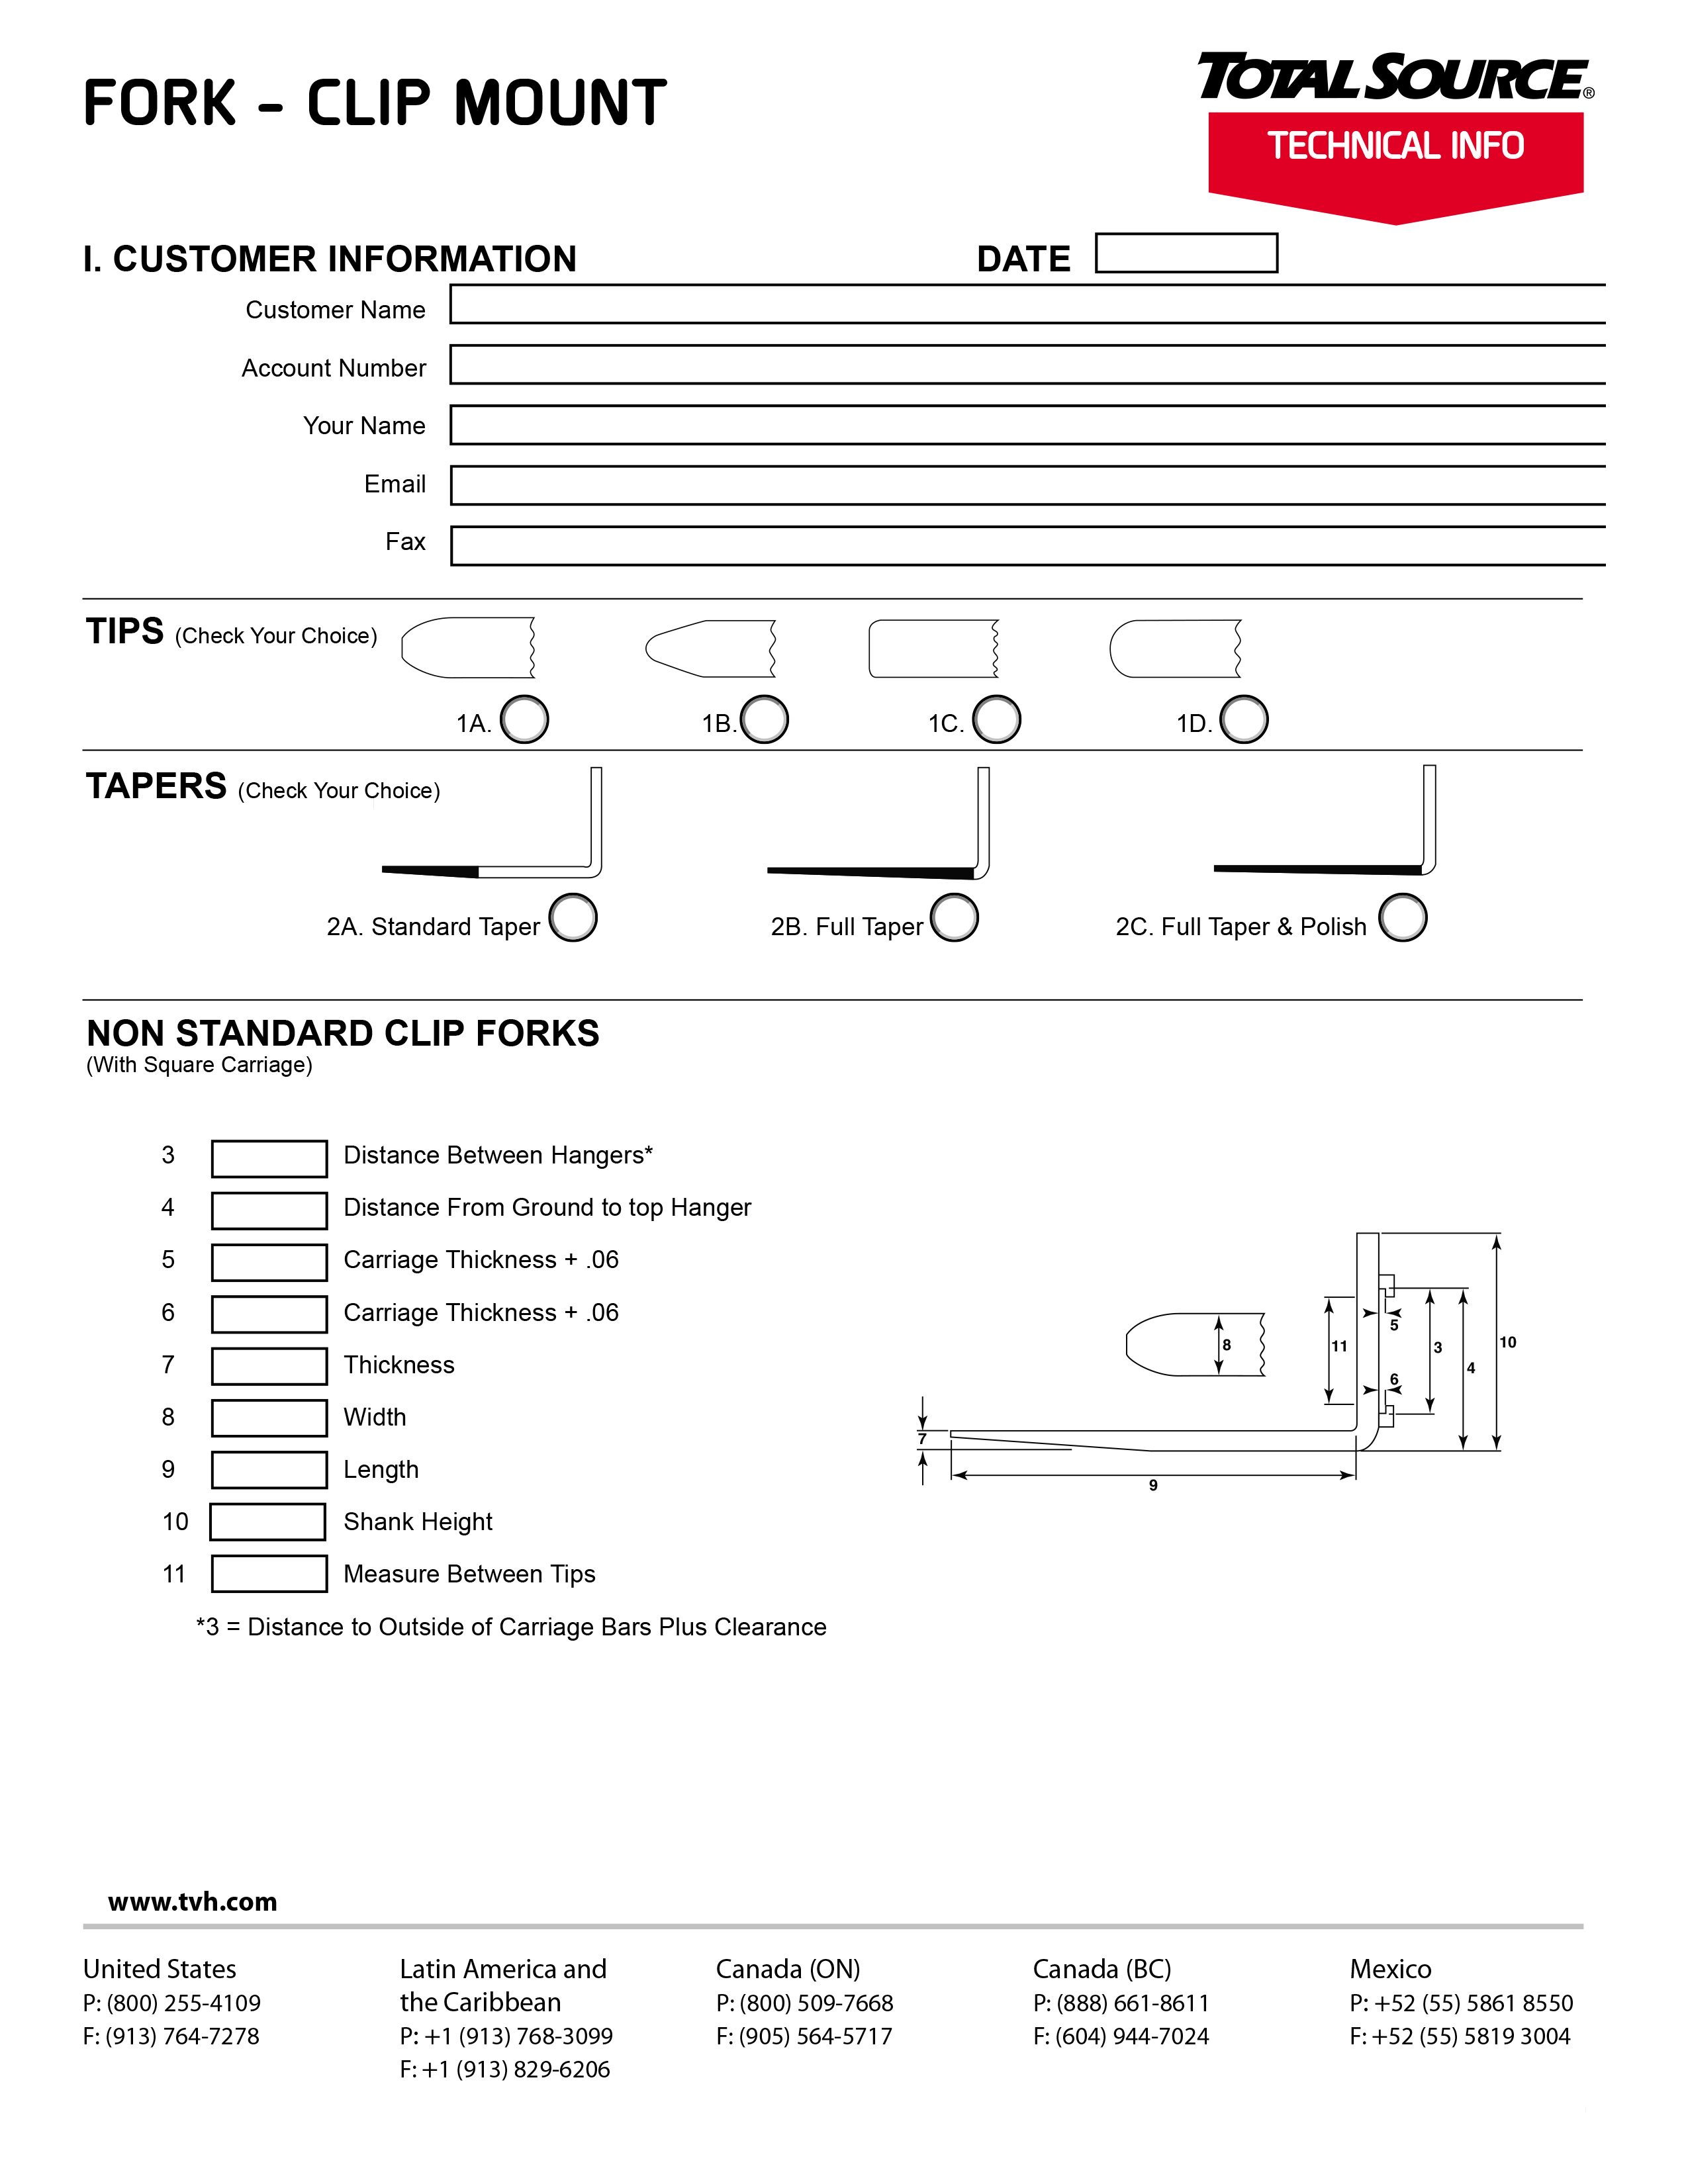 FORK - CLIP MOUNT
TOTAL SOURCE®
TECHNICAL INFO
I. CUSTOMER INFORMATION
DATE
Customer Name
Account Number
Your Name
Email
Fax
TIPS (Check Your Choice)
1A.
1B.
1C.
1D.
TAPERS (Check Your Choice)
2A. Standard Taper
2B. Full Taper
2C. Full Taper & Polish
NON STANDARD CLIP FORKS
(With Square Carriage)
3 Distance Between Hangers*
4 Distance From Ground to top Hanger
5 Carriage Thickness + .06
6 Carriage Thickness + .06
7 Thickness
8 Width
9 Length
10 Shank Height
11 Measure Between Tips
*3 = Distance to Outside of Carriage Bars Plus Clearance
5
8
11
3
10
4
6
7
9
www.tvh.com
United States
P: (800) 255-4109
F: (913) 764-7278
Latin America and
the Caribbean
P: +1 (913) 768-3099
F: +1 (913) 829-6206
Canada (ON)
P: (800) 509-7668
F: (905) 564-5717
Canada (BC)
P: (888) 661-8611
F: (604) 944-7024
Mexico
P: +52 (55) 5861 8550
F: +52 (55) 5819 3004